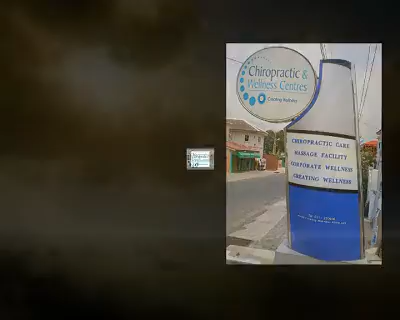 Chiropractic &
Wellness Centres
Creating Wellness
CHIROPRACTIC CARE
MASSAGE FACILITY
CORPORATE WELLNESS
CREATING WELLNESS